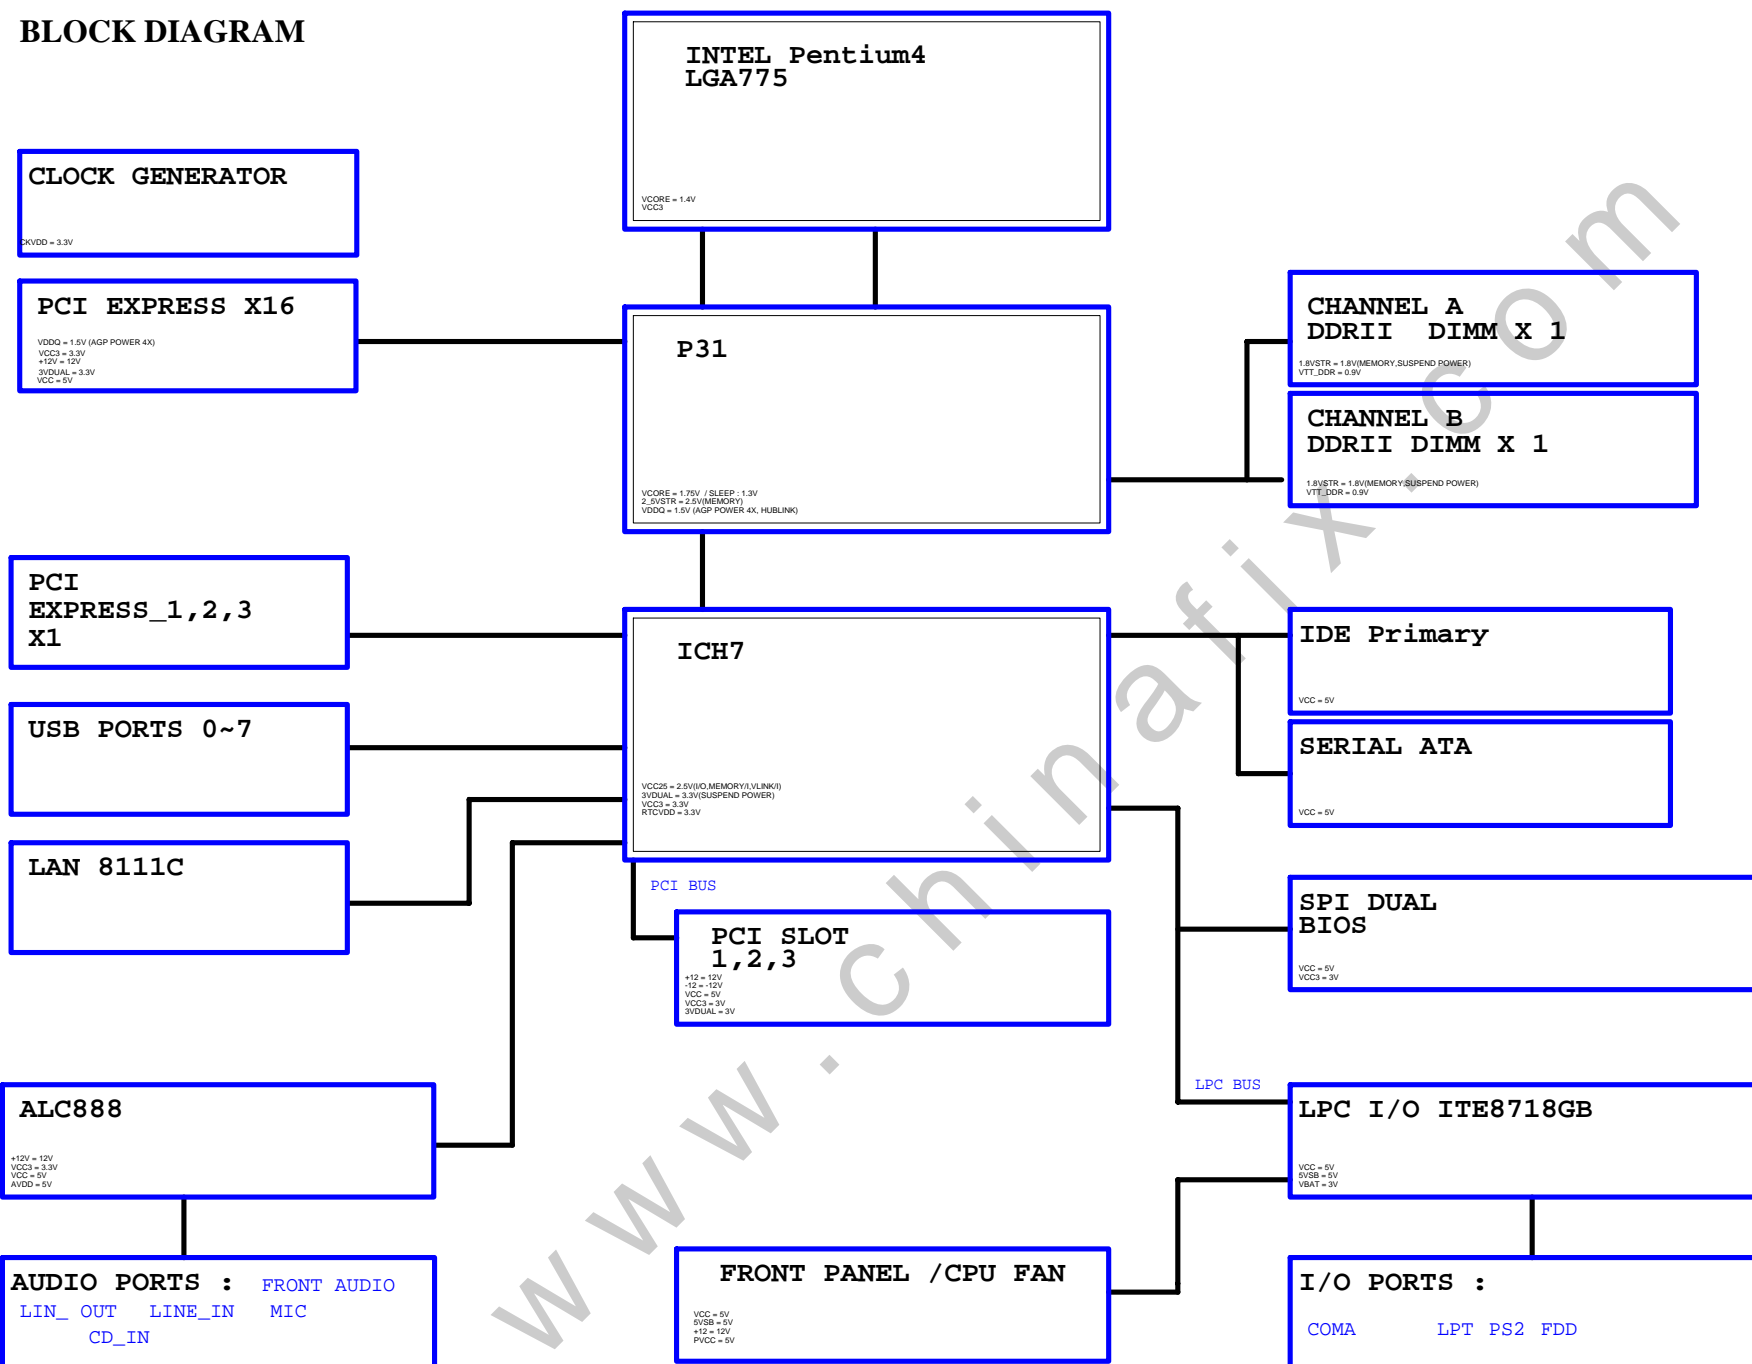 BLOCK DIAGRAM
INTEL Pentium4
LGA775
VCORE = 1.4V
VCC3
CLOCK GENERATOR
CKVDD = 3.3V
PCI EXPRESS X16
VDDQ = 1.5V (AGP POWER 4X)
VCC3 = 3.3V
+12V = 12V
3VDUAL = 3.3V
VCC = 5V
P31
VCORE = 1.75V / SLEEP : 1.3V
2_5VSTR = 2.5V(MEMORY)
VDDQ = 1.5V (AGP POWER 4X, HUBLINK)
CHANNEL A
DDRII DIMM X 1
1.8VSTR = 1.8V(MEMORY,SUSPEND POWER)
VTT_DDR = 0.9V
CHANNEL B
DDRII DIMM X 1
1.8VSTR = 1.8V(MEMORY,SUSPEND POWER)
VTT_DDR = 0.9V
PCI
EXPRESS_1,2,3
X1
USB PORTS 0~7
LAN 8111C
ICH7
VCC25 = 2.5V(I/O,MEMORY/I,VLINK/I)
3VDUAL = 3.3V(SUSPEND POWER)
VCC3 = 3.3V
RTCVDD = 3.3V
IDE Primary
VCC = 5V
SERIAL ATA
VCC = 5V
PCI BUS
PCI SLOT
1,2,3
+12 = 12V
-12 = -12V
VCC = 5V
VCC3 = 3V
3VDUAL = 3V
SPI DUAL
BIOS
VCC = 5V
VCC3 = 3V
ALC888
+12V = 12V
VCC3 = 3.3V
VCC = 5V
AVDD = 5V
LPC BUS
LPC I/O ITE8718GB
VCC = 5V
5VSB = 5V
VBAT = 3V
AUDIO PORTS : FRONT AUDIO
LIN_ OUT LINE_IN MIC
CD_IN
FRONT PANEL /CPU FAN
VCC = 5V
5VSB = 5V
+12 = 12V
PVCC = 5V
I/O PORTS :
COMA LPT PS2 FDD
www.chinafix.com